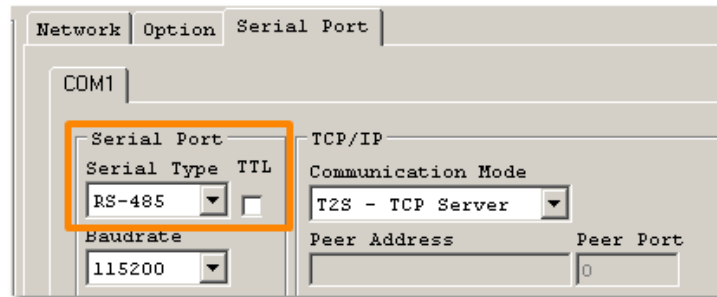 Network Option Serial Port
COM1
Serial Port TCP/IP
Serial Type TTL Communication Mode
RS-485 T2S - TCP Server
Baudrate Peer Address Peer Port
115200 0